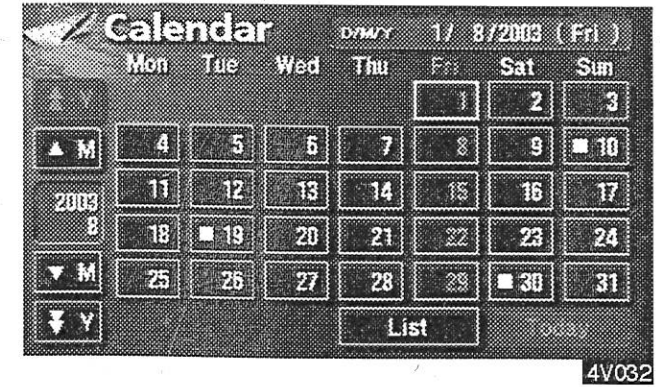 Calendar D/M/Y 1/ 8/2003 (Fri)
Mon Tue Wed Thu Fri Sat Sun
Y 1 2 3
▲ M 4 5 6 7 8 9 ■ 10
2003 11 12 13 14 15 16 17
8 18 ■ 19 20 21 22 23 24
▼ M 25 26 27 28 29 ■ 30 31
Y List Today
4V032